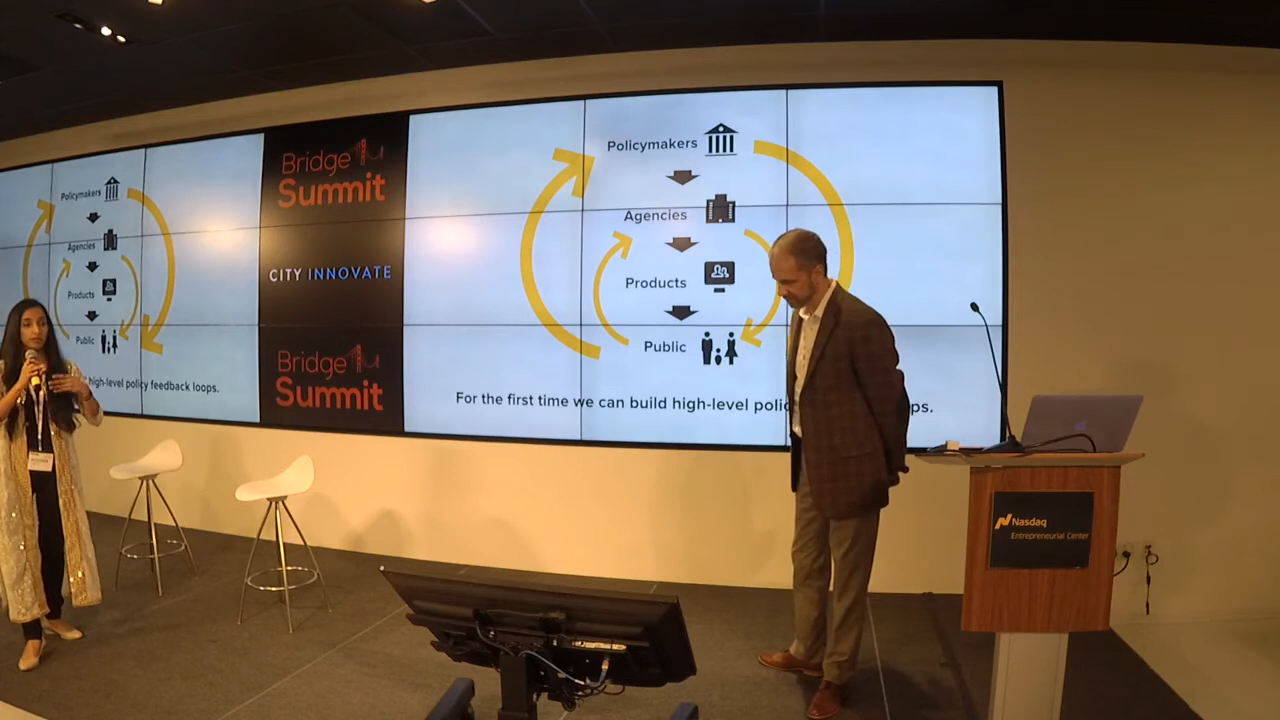 Policymakers
Agencies
Products
Public
high-level policy feedback loops.
Bridge
Summit
CITY INNOVATE
Bridge
Summit
Policymakers
Agencies
Products
Public
For the first time we can build high-level polic
ps.
Nasdaq
Entrepreneurial Center